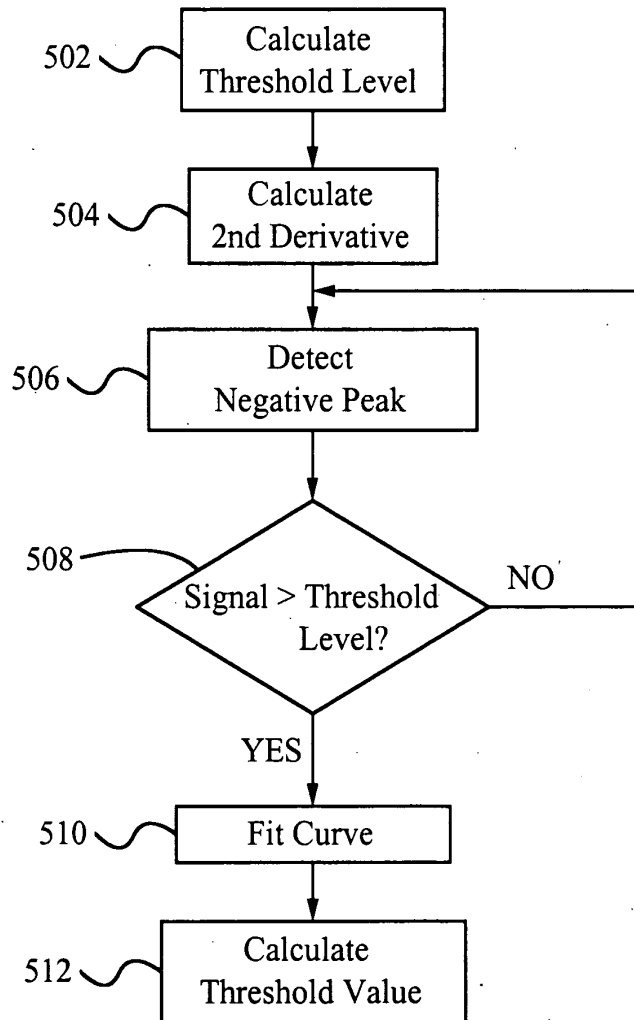 502
Calculate
Threshold Level
504
Calculate
2nd Derivative
506
Detect
Negative Peak
508
Signal > Threshold
Level?
NO
YES
510
Fit Curve
512
Calculate
Threshold Value